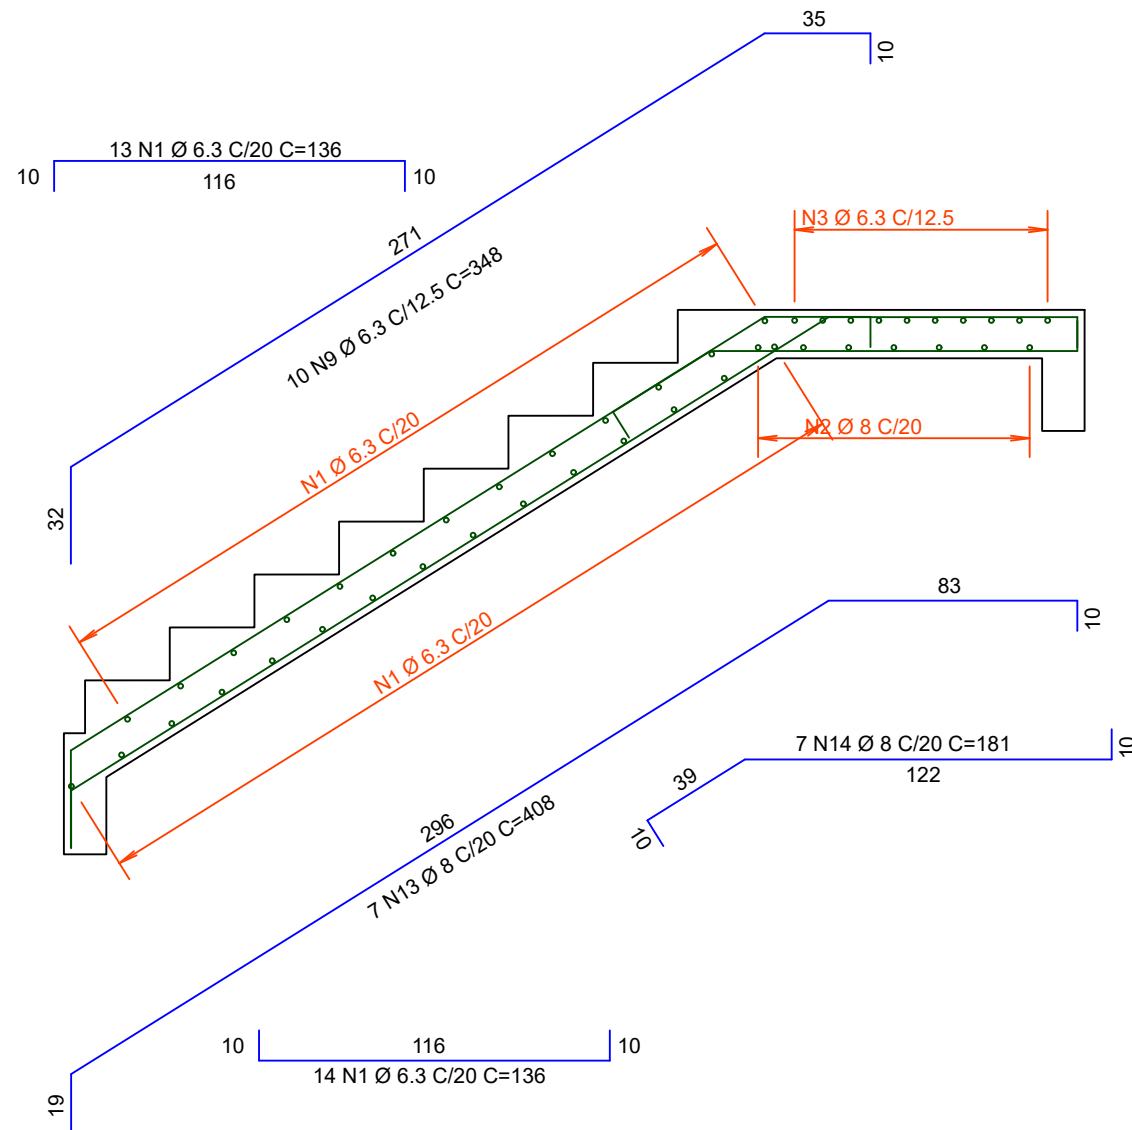 35
10
13 N1 Ø 6.3 C/20 C=136
10
116
10
271
10 N9 Ø 6.3 C/12.5 C=348
N3 Ø 6.3 C/12.5
N1 Ø 6.3 C/20
N2 Ø 8 C/20
32
N1 Ø 6.3 C/20
83
10
7 N14 Ø 8 C/20 C=181
10
39
122
10
296
7 N13 Ø 8 C/20 C=408
10
116
10
14 N1 Ø 6.3 C/20 C=136
19